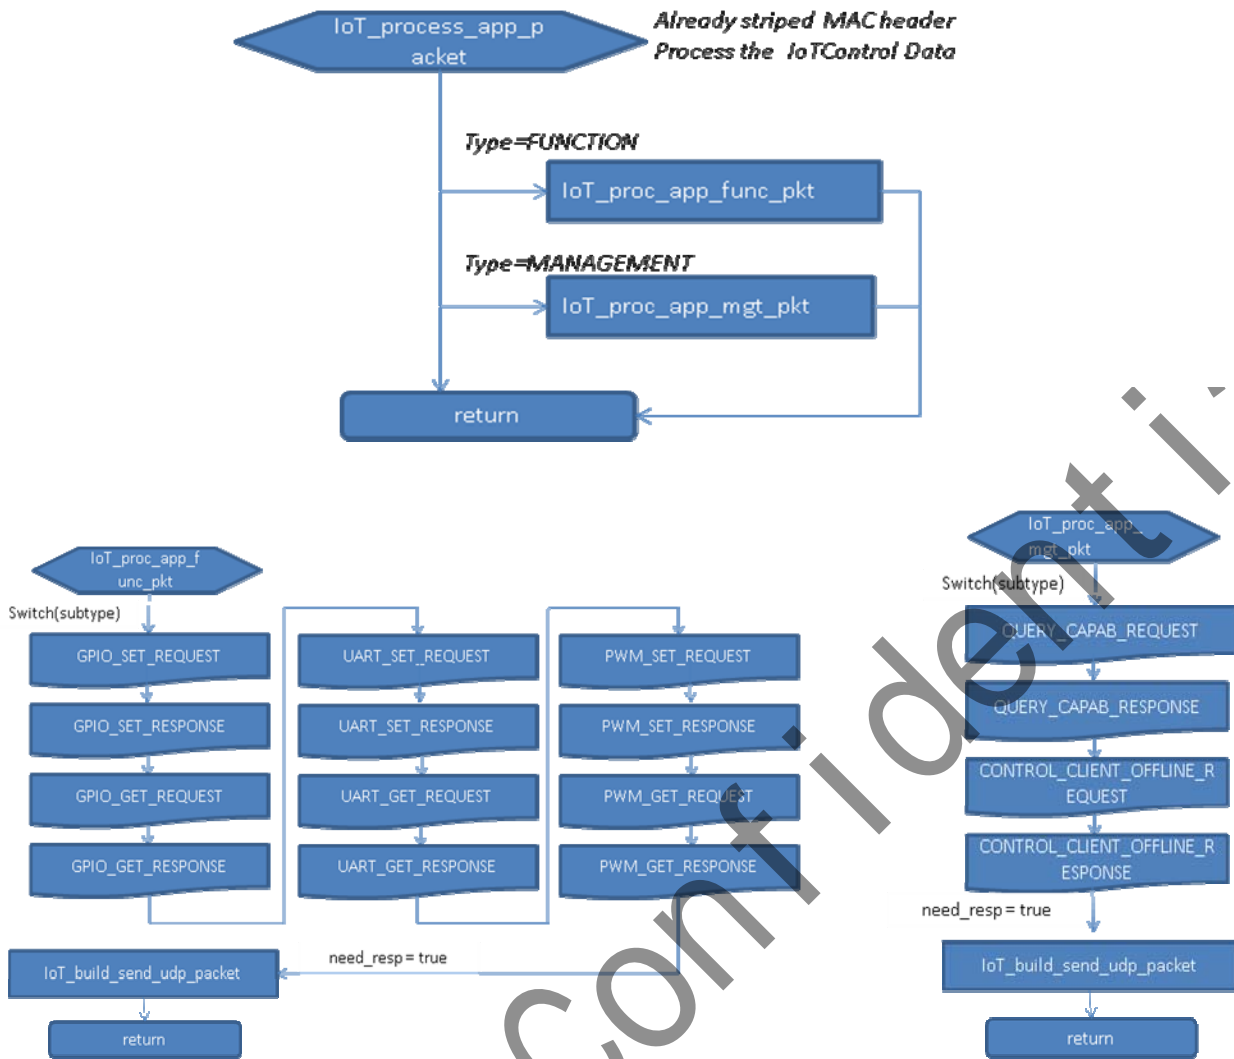 IoT_process_app_p
acket
Already striped MAC header
Process the IoTControl Data
Type=FUNCTION
IoT_proc_app_func_pkt
Type=MANAGEMENT
IoT_proc_app_mgt_pkt
return
IoT_proc_app_f
unc_pkt
Switch(subtype)
GPIO_SET_REQUEST
GPIO_SET_RESPONSE
GPIO_GET_REQUEST
GPIO_GET_RESPONSE
UART_SET_REQUEST
UART_SET_RESPONSE
UART_GET_REQUEST
UART_GET_RESPONSE
PWM_SET_REQUEST
PWM_SET_RESPONSE
PWM_GET_REQUEST
PWM_GET_RESPONSE
need_resp = true
IoT_build_send_udp_packet
return
IoT_proc_app_
mgt_pkt
Switch(subtype)
QUERY_CAPAB_REQUEST
QUERY_CAPAB_RESPONSE
CONTROL_CLIENT_OFFLINE_R
EQUEST
CONTROL_CLIENT_OFFLINE_R
ESPONSE
need_resp = true
IoT_build_send_udp_packet
return
Confidenti